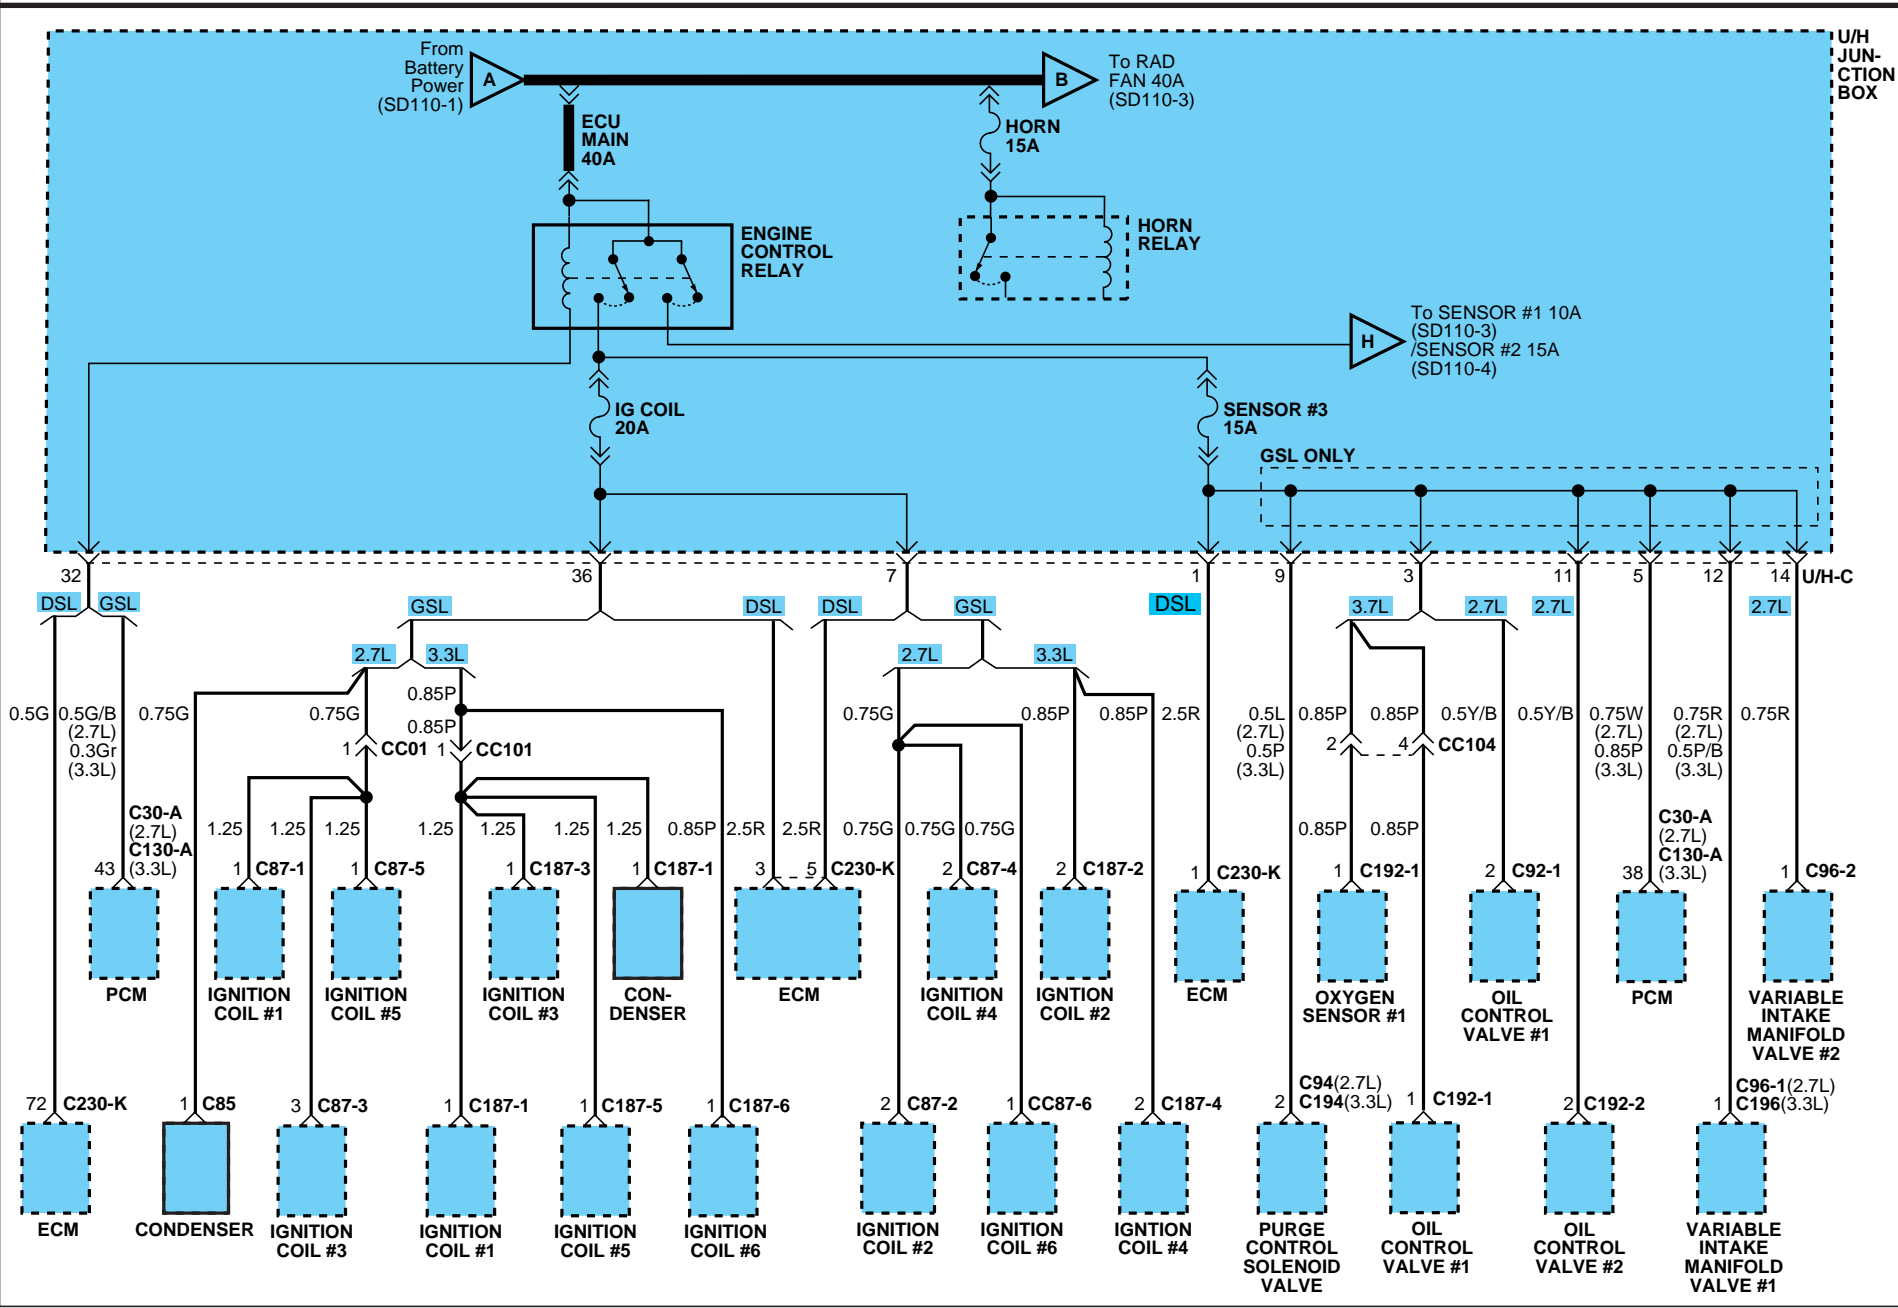 U/H
JUN-
CTION
BOX
From
Battery
Power
(SD110-1)
A
B
To RAD
FAN 40A
(SD110-3)
ECU
MAIN
40A
HORN
15A
ENGINE
CONTROL
RELAY
HORN
RELAY
H
To SENSOR #1 10A
(SD110-3)
/SENSOR #2 15A
(SD110-4)
IG COIL
20A
SENSOR #3
15A
GSL ONLY
32 36 7 1 9 3 11 5 12 14 U/H-C
DSL GSL GSL DSL DSL GSL DSL 3.7L 2.7L 2.7L 2.7L
2.7L 3.3L 2.7L 3.3L
0.85P
0.5G 0.5G/B 0.75G 0.75G 0.75G 0.85P 0.85P 2.5R 0.5L 0.85P 0.85P 0.5Y/B 0.5Y/B 0.75W 0.75R 0.75R
(2.7L) 0.85P (2.7L) (2.7L) (2.7L)
0.3Gr 1 CC01 1 CC101 0.5P 2 4 CC104 0.85P 0.5P/B
(3.3L) (3.3L) (3.3L) (3.3L)
C30-A C30-A
(2.7L) 1.25 1.25 1.25 1.25 1.25 1.25 1.25 0.85P 2.5R 2.5R 0.75G 0.75G 0.75G 0.85P 0.85P (2.7L)
C130-A C130-A
43 (3.3L) 1 C87-1 1 C87-5 1 C187-3 1 C187-1 3 5 C230-K 2 C87-4 2 C187-2 1 C230-K 1 C192-1 2 C92-1 38 (3.3L) 1 C96-2
PCM
IGNITION
COIL #1
IGNITION
COIL #5
IGNITION
COIL #3
CON-
DENSER
ECM
IGNITION
COIL #4
IGNTION
COIL #2
ECM
OXYGEN
SENSOR #1
OIL
CONTROL
VALVE #1
PCM
VARIABLE
INTAKE
MANIFOLD
VALVE #2
C94(2.7L) C96-1(2.7L)
72 C230-K 1 C85 3 C87-3 1 C187-1 1 C187-5 1 C187-6 2 C87-2 1 CC87-6 2 C187-4 2 C194(3.3L) 1 C192-1 2 C192-2 1 C196(3.3L)
ECM
CONDENSER
IGNITION
COIL #3
IGNITION
COIL #1
IGNITION
COIL #5
IGNITION
COIL #6
IGNITION
COIL #2
IGNITION
COIL #6
IGNTION
COIL #4
PURGE
CONTROL
SOLENOID
VALVE
OIL
CONTROL
VALVE #1
OIL
CONTROL
VALVE #2
VARIABLE
INTAKE
MANIFOLD
VALVE #1